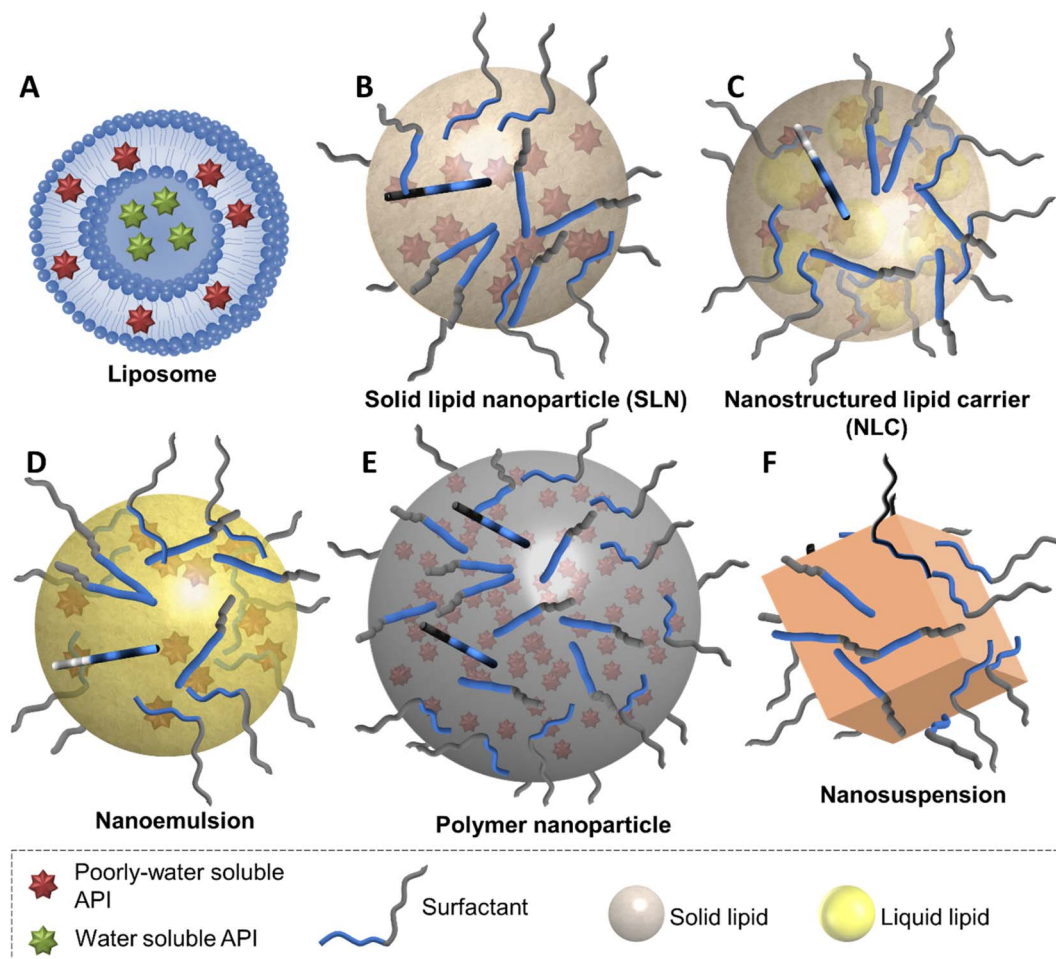 A
B
C
Liposome
Solid lipid nanoparticle (SLN)
Nanostructured lipid carrier
(NLC)
D
E
F
Nanoemulsion
Polymer nanoparticle
Nanosuspension
Poorly-water soluble
API
Water soluble API
Surfactant
Solid lipid
Liquid lipid